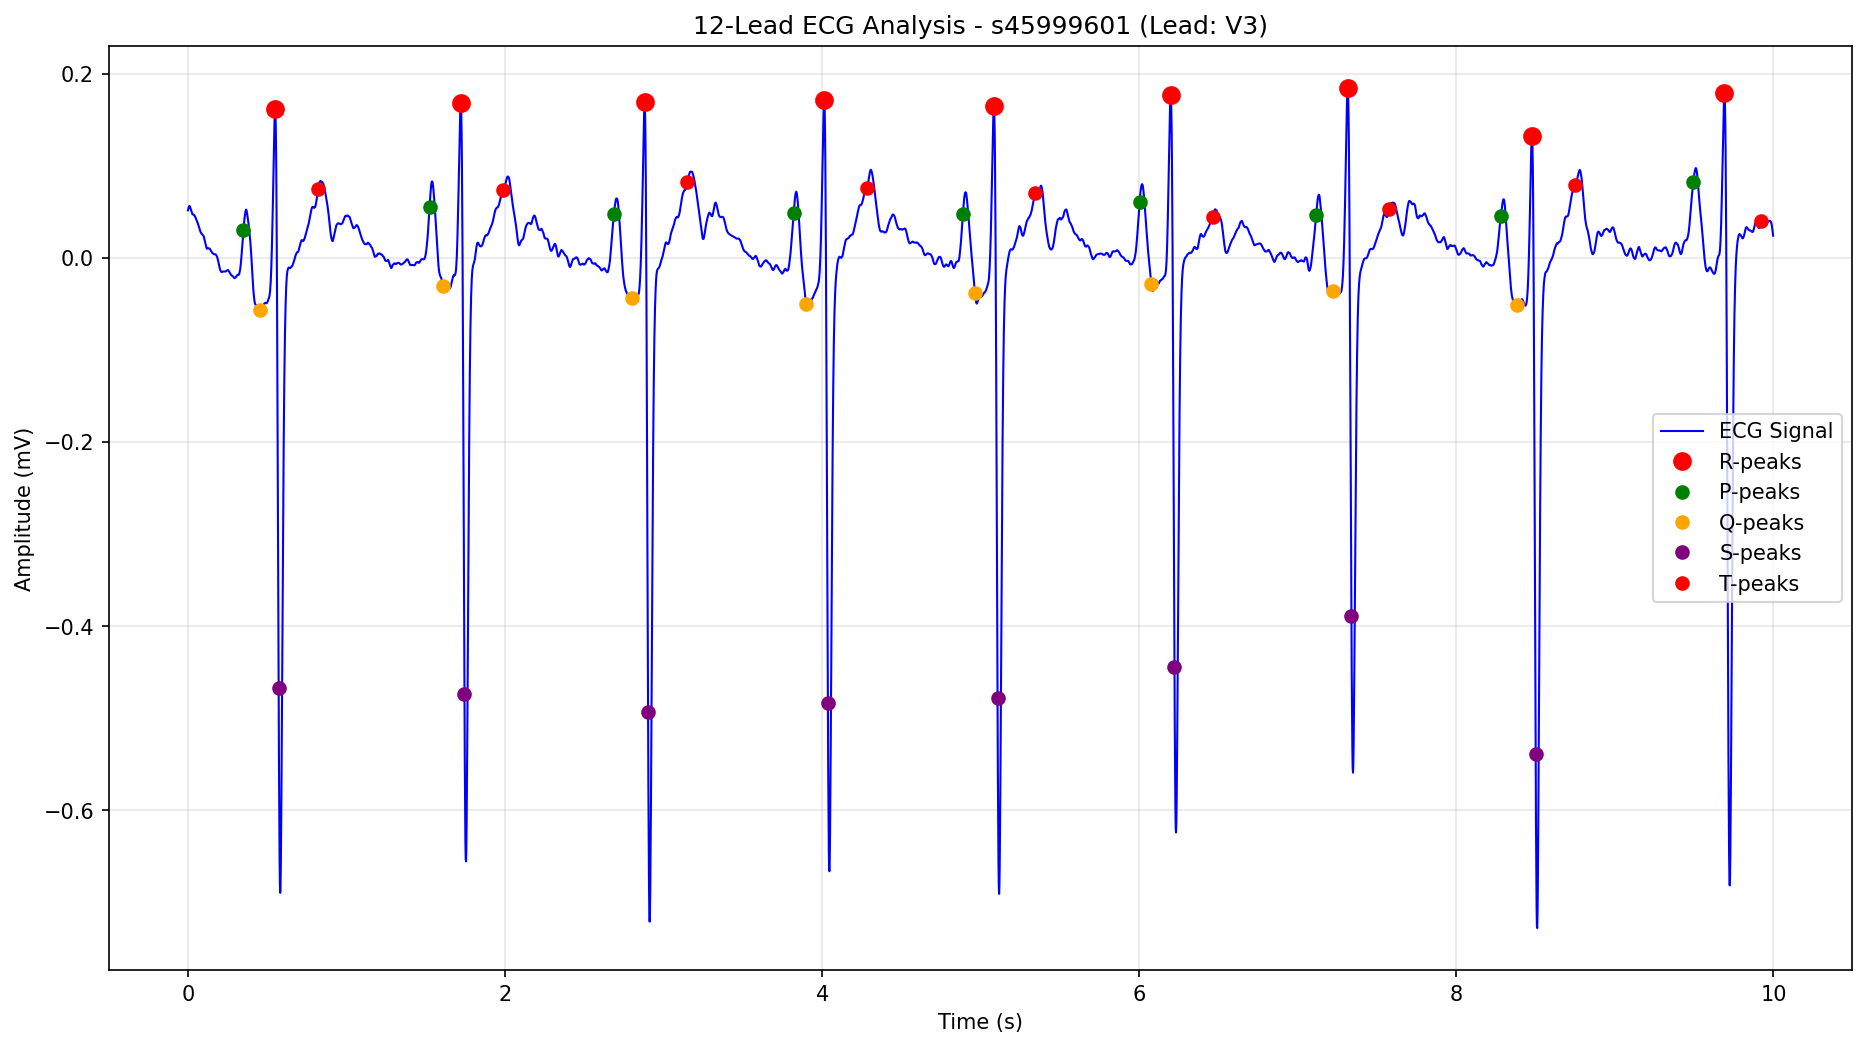 12-Lead ECG Analysis - s45999601 (Lead: V3)
Amplitude (mV)
0.2
0.0
−0.2
−0.4
−0.6
ECG Signal
R-peaks
P-peaks
Q-peaks
S-peaks
T-peaks
0 2 4 6 8 10
Time (s)